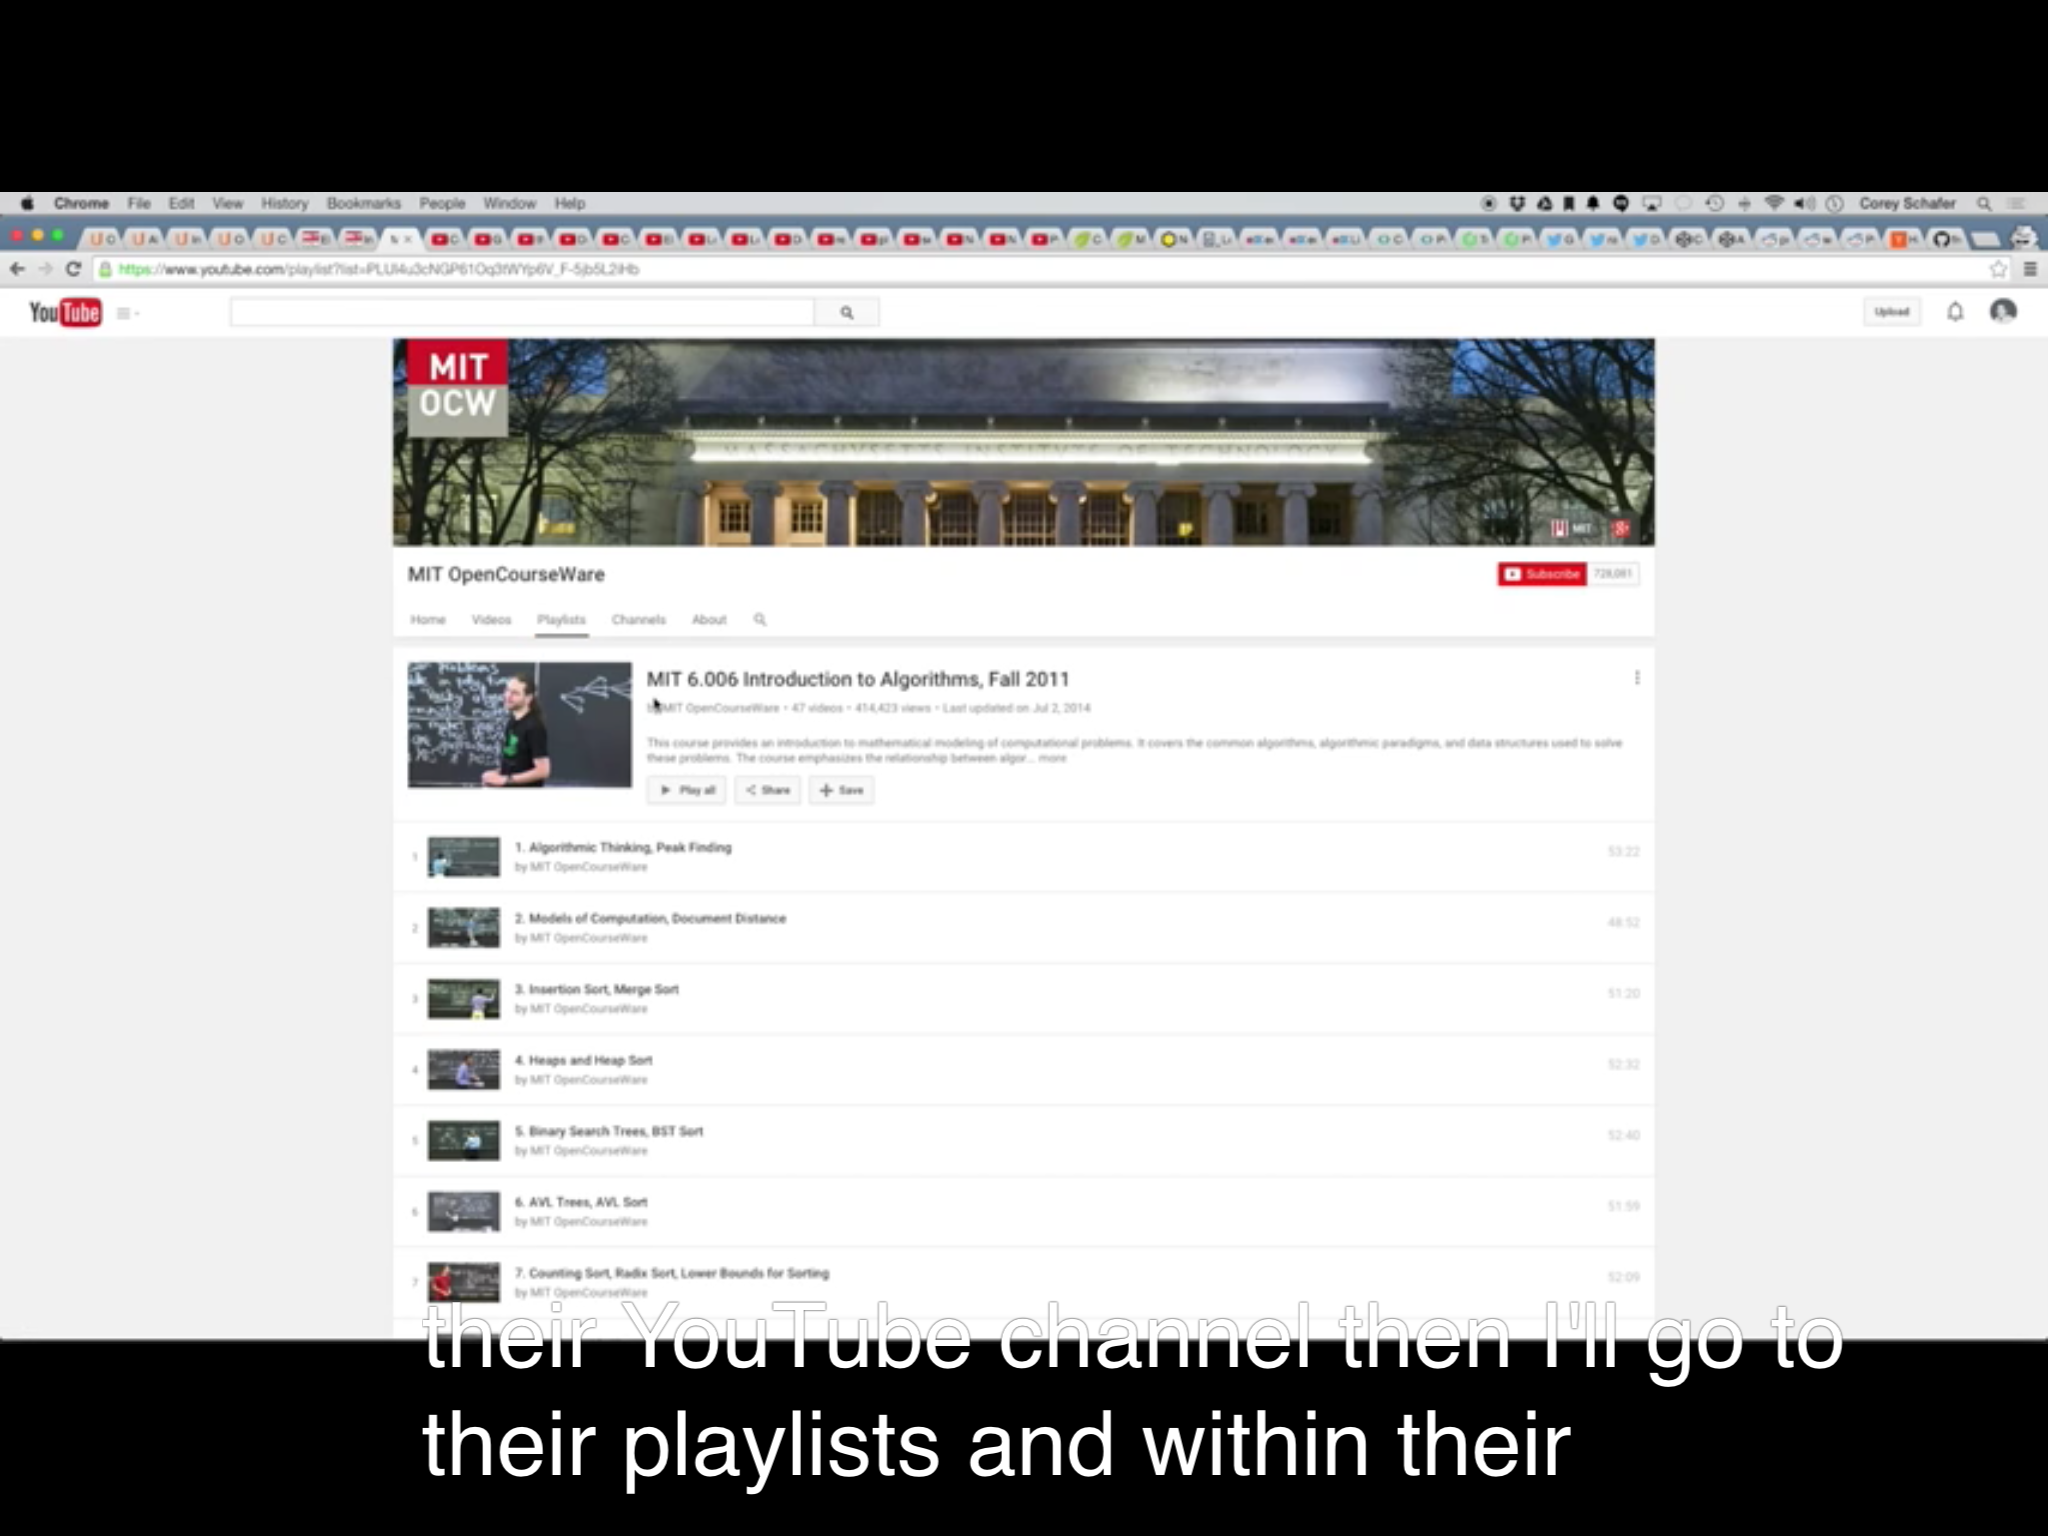 Chrome File Edit View History Bookmarks People Window Help
Corey Schafer
https://www.youtube.com/playlist?list=PLUl4u3cNGP61Oq3tWYp6V_F-5jb5L2iHb
YouTube
Upload
MIT
OCW
MASSACHVSETTS INSTITVTE OF TECHNOLOGY
MIT
MIT OpenCourseWare
Subscribe 728,081
Home Videos Playlists Channels About
MIT 6.006 Introduction to Algorithms, Fall 2011
MIT OpenCourseWare • 47 videos • 414,423 views • Last updated on Jul 2, 2014
This course provides an introduction to mathematical modeling of computational problems. It covers the common algorithms, algorithmic paradigms, and data structures used to solve
these problems. The course emphasizes the relationship between algor... more
Play all Share Save
1 1. Algorithmic Thinking, Peak Finding 53:22
by MIT OpenCourseWare
2 2. Models of Computation, Document Distance 48:52
by MIT OpenCourseWare
3 3. Insertion Sort, Merge Sort 51:20
by MIT OpenCourseWare
4 4. Heaps and Heap Sort 52:32
by MIT OpenCourseWare
5 5. Binary Search Trees, BST Sort 52:40
by MIT OpenCourseWare
6 6. AVL Trees, AVL Sort 51:59
by MIT OpenCourseWare
7 7. Counting Sort, Radix Sort, Lower Bounds for Sorting 52:09
by MIT OpenCourseWare
their YouTube channel then I'll go to
their playlists and within their